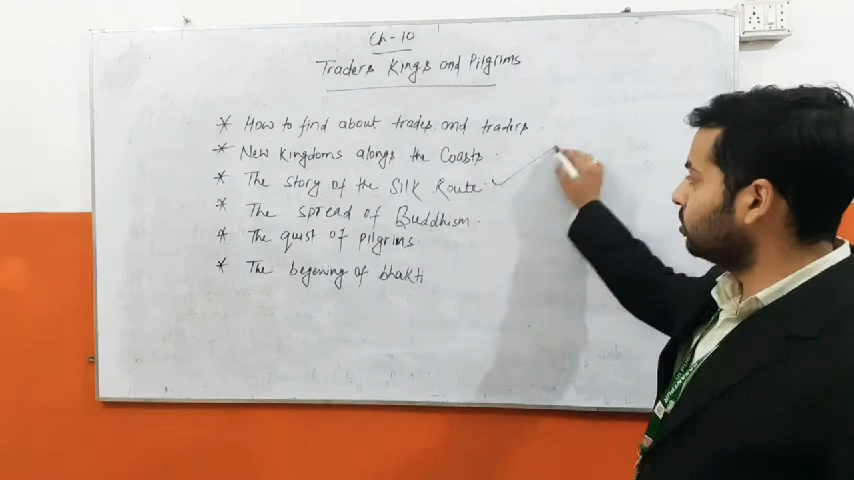 Ch-10
Traders Kings and Pilgrims
* How to find about trades and traders.
* New Kingdoms alongs the Coasts.
* The story of the Silk Route.
* The spread of Buddhism.
* The quist of pilgrims.
* The begening of bhakti